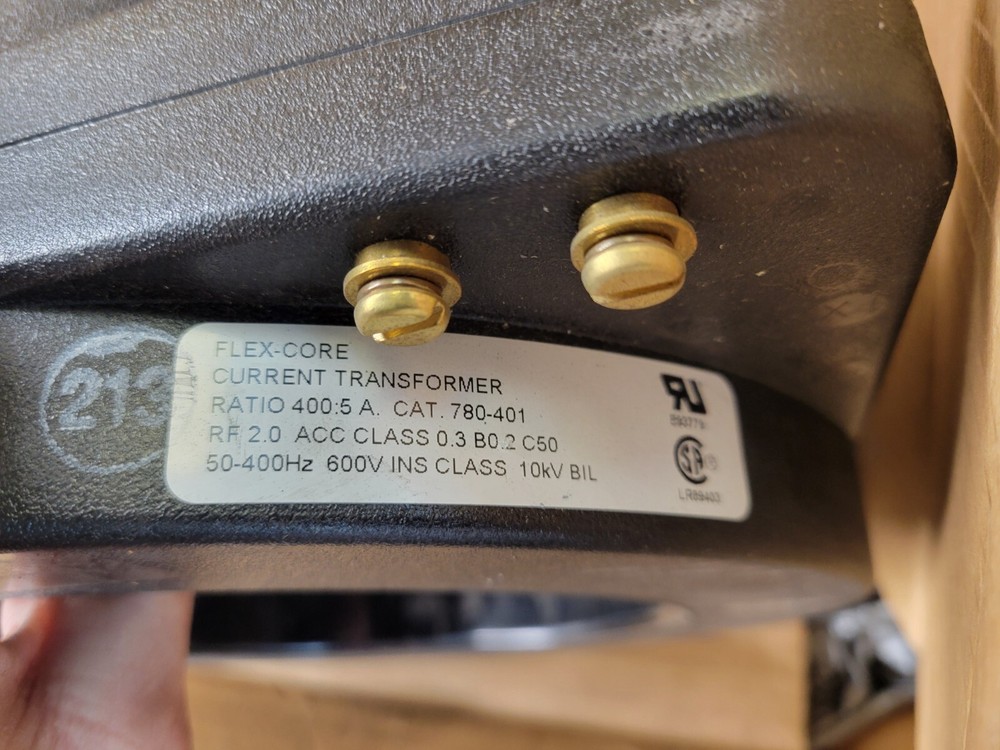 213
FLEX-CORE
CURRENT TRANSFORMER
RATIO 400:5 A. CAT. 780-401
RF 2.0 ACC CLASS 0.3 B0.2 C50
50-400Hz 600V INS CLASS 10kV BIL